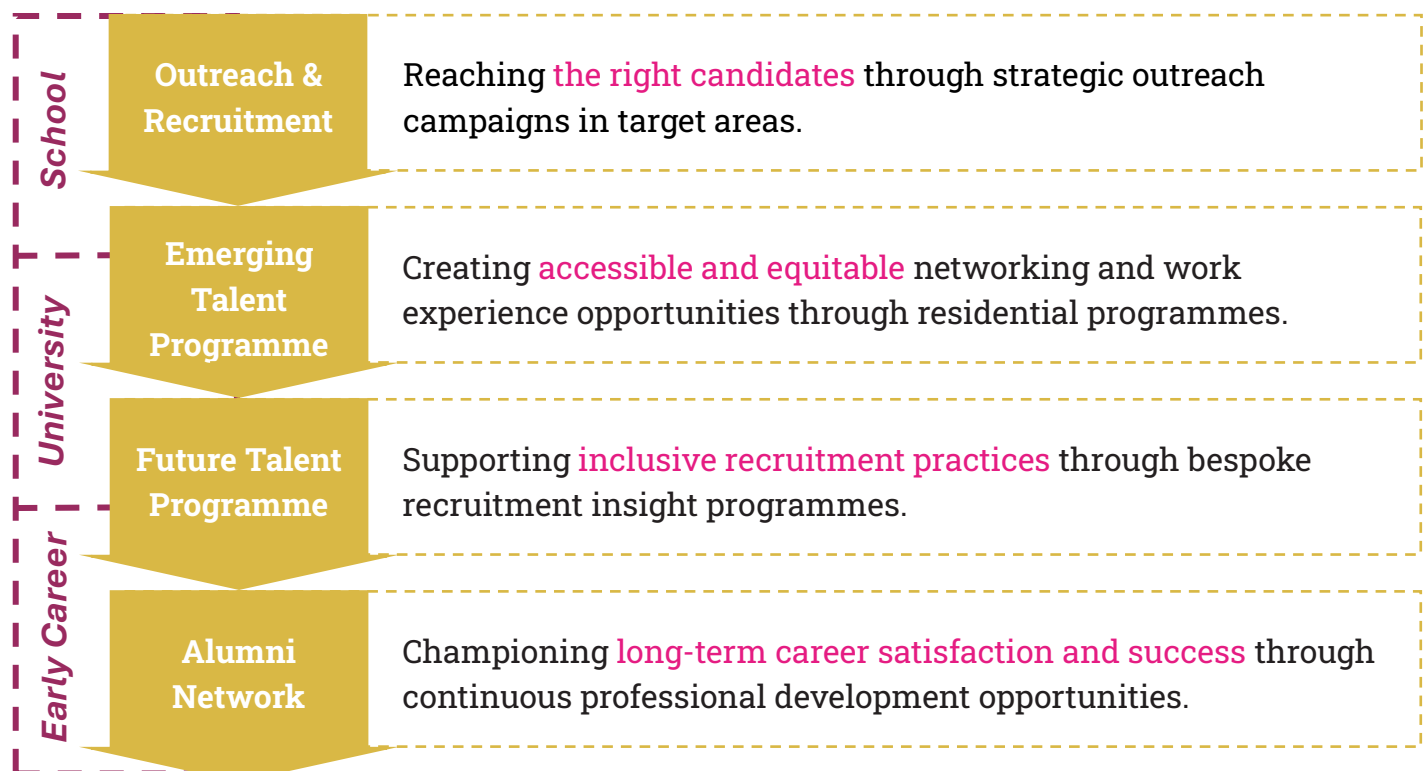 School
Outreach &
Recruitment
Reaching the right candidates through strategic outreach
campaigns in target areas.
University
Emerging
Talent
Programme
Creating accessible and equitable networking and work
experience opportunities through residential programmes.
Future Talent
Programme
Supporting inclusive recruitment practices through bespoke
recruitment insight programmes.
Early Career
Alumni
Network
Championing long-term career satisfaction and success through
continuous professional development opportunities.